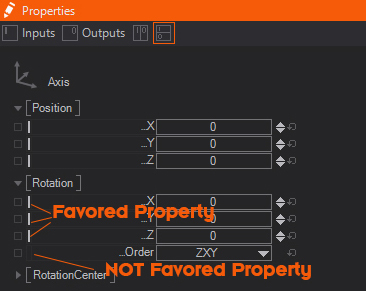 Properties
Inputs Outputs
Axis
Position
...X 0
...Y 0
...Z 0
Rotation
...X 0
Favored Property
...Y 0
...Z 0
...Order ZXY
NOT Favored Property
RotationCenter